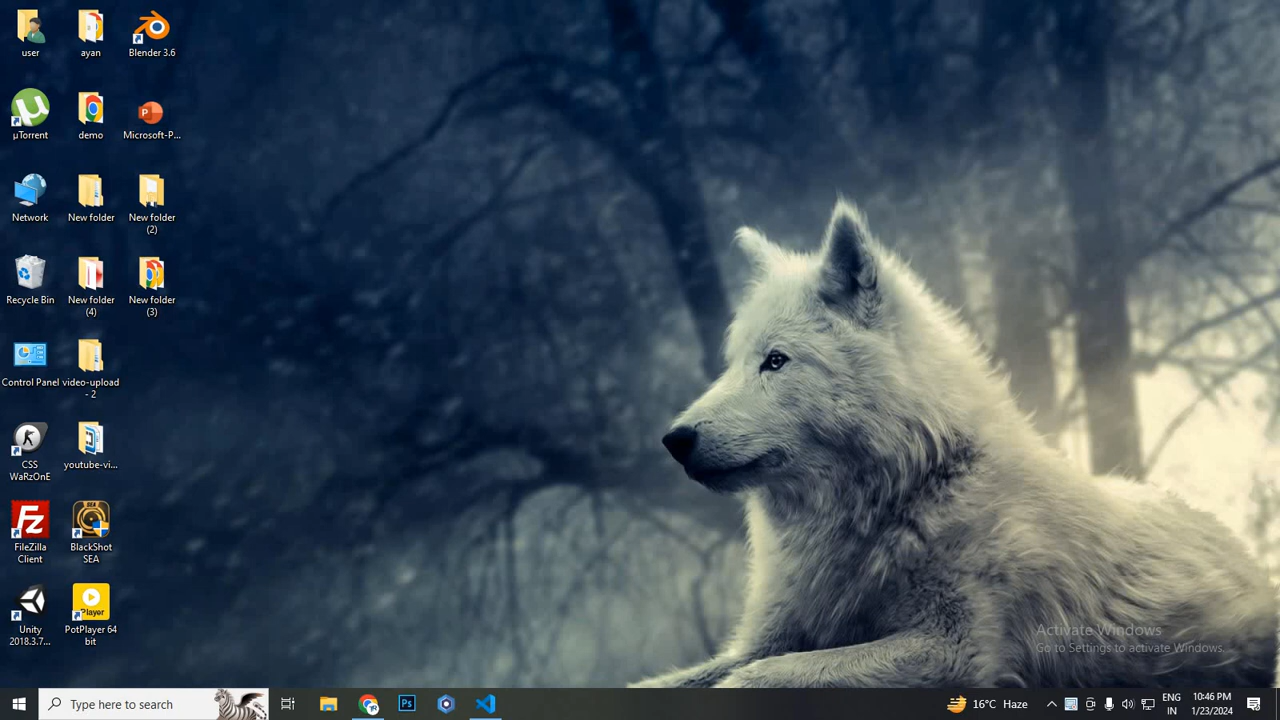 user
ayan
Blender 3.6
µTorrent
demo
Microsoft-P...
Network
New folder
New folder
(2)
Recycle Bin
New folder
(4)
New folder
(3)
Control Panel
video-upload
- 2
CSS
WaRzOnE
youtube-vi...
FileZilla
Client
BlackShot
SEA
Unity
2018.3.7...
PotPlayer 64
bit
Player
Activate Windows
Go to Settings to activate Windows.
Type here to search
Ps
16°C Haze
ENG
IN
10:46 PM
1/23/2024